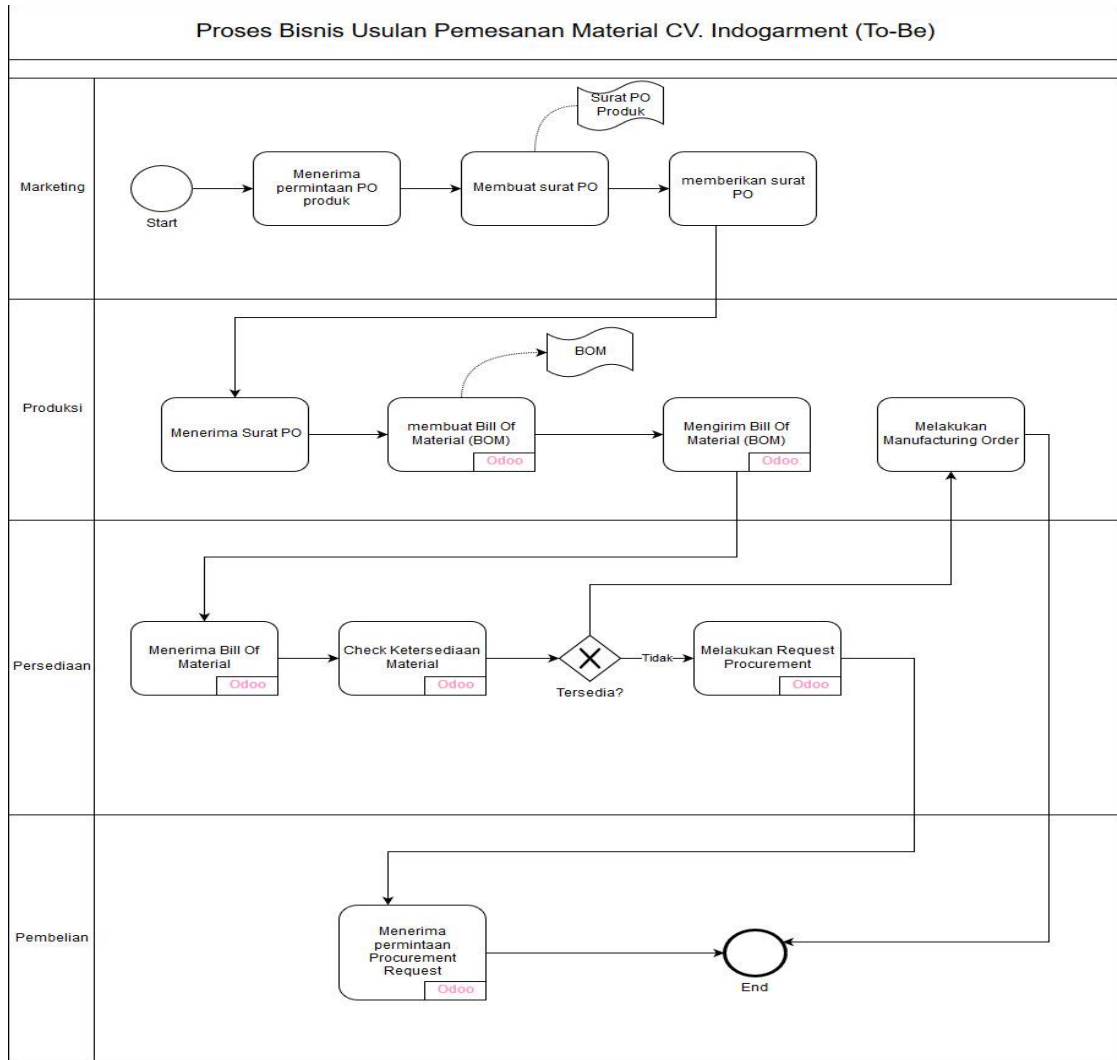 Proses Bisnis Usulan Pemesanan Material CV. Indogarment (To-Be)
Marketing
Start
Menerima
permintaan PO
produk
Surat PO
Produk
Membuat surat PO
memberikan surat
PO
Produksi
Menerima Surat PO
BOM
membuat Bill Of
Material (BOM)
Odoo
Mengirim Bill Of
Material (BOM)
Odoo
Melakukan
Manufacturing Order
Persediaan
Menerima Bill Of
Material
Odoo
Check Ketersediaan
Material
Odoo
Tersedia?
Tidak
Melakukan Request
Procurement
Odoo
Pembelian
Menerima
permintaan
Procurement
Request
Odoo
End